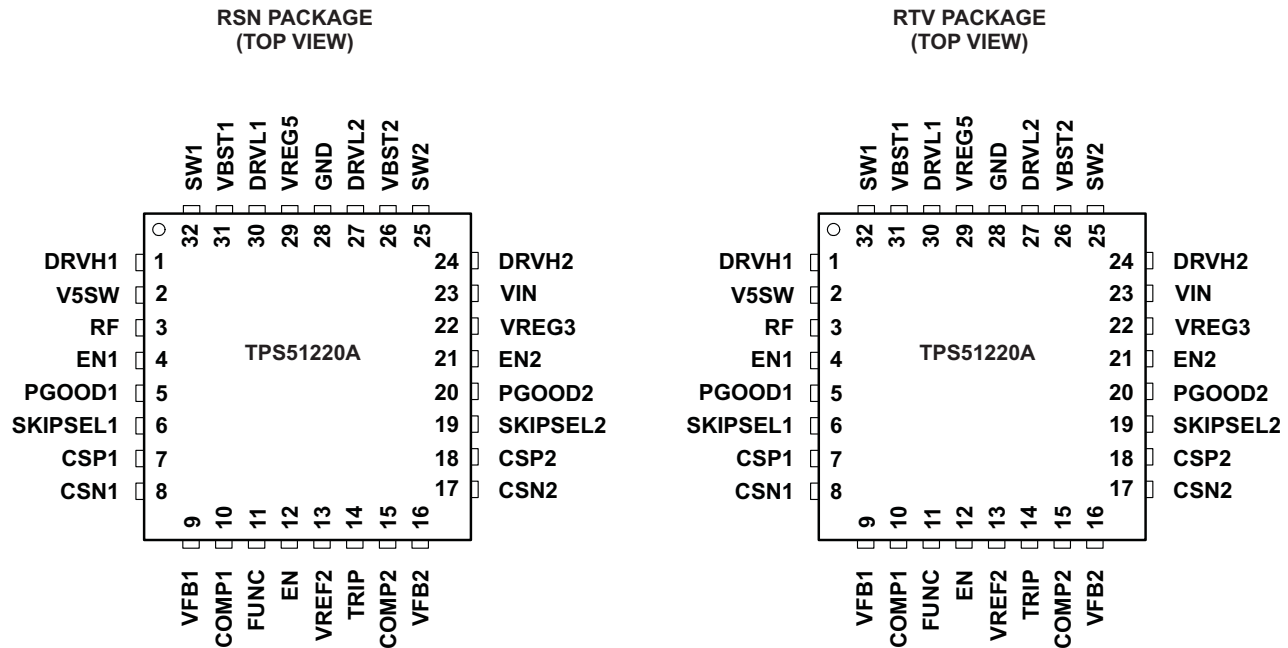 RSN PACKAGE
(TOP VIEW)
SW1
VBST1
DRVL1
VREG5
GND
DRVL2
VBST2
SW2
32
31
30
29
28
27
26
25
DRVH1 1
V5SW 2
RF 3
EN1 4
PGOOD1 5
SKIPSEL1 6
CSP1 7
CSN1 8
TPS51220A
24 DRVH2
23 VIN
22 VREG3
21 EN2
20 PGOOD2
19 SKIPSEL2
18 CSP2
17 CSN2
9
10
11
12
13
14
15
16
VFB1
COMP1
FUNC
EN
VREF2
TRIP
COMP2
VFB2
RTV PACKAGE
(TOP VIEW)
SW1
VBST1
DRVL1
VREG5
GND
DRVL2
VBST2
SW2
32
31
30
29
28
27
26
25
DRVH1 1
V5SW 2
RF 3
EN1 4
PGOOD1 5
SKIPSEL1 6
CSP1 7
CSN1 8
TPS51220A
24 DRVH2
23 VIN
22 VREG3
21 EN2
20 PGOOD2
19 SKIPSEL2
18 CSP2
17 CSN2
9
10
11
12
13
14
15
16
VFB1
COMP1
FUNC
EN
VREF2
TRIP
COMP2
VFB2